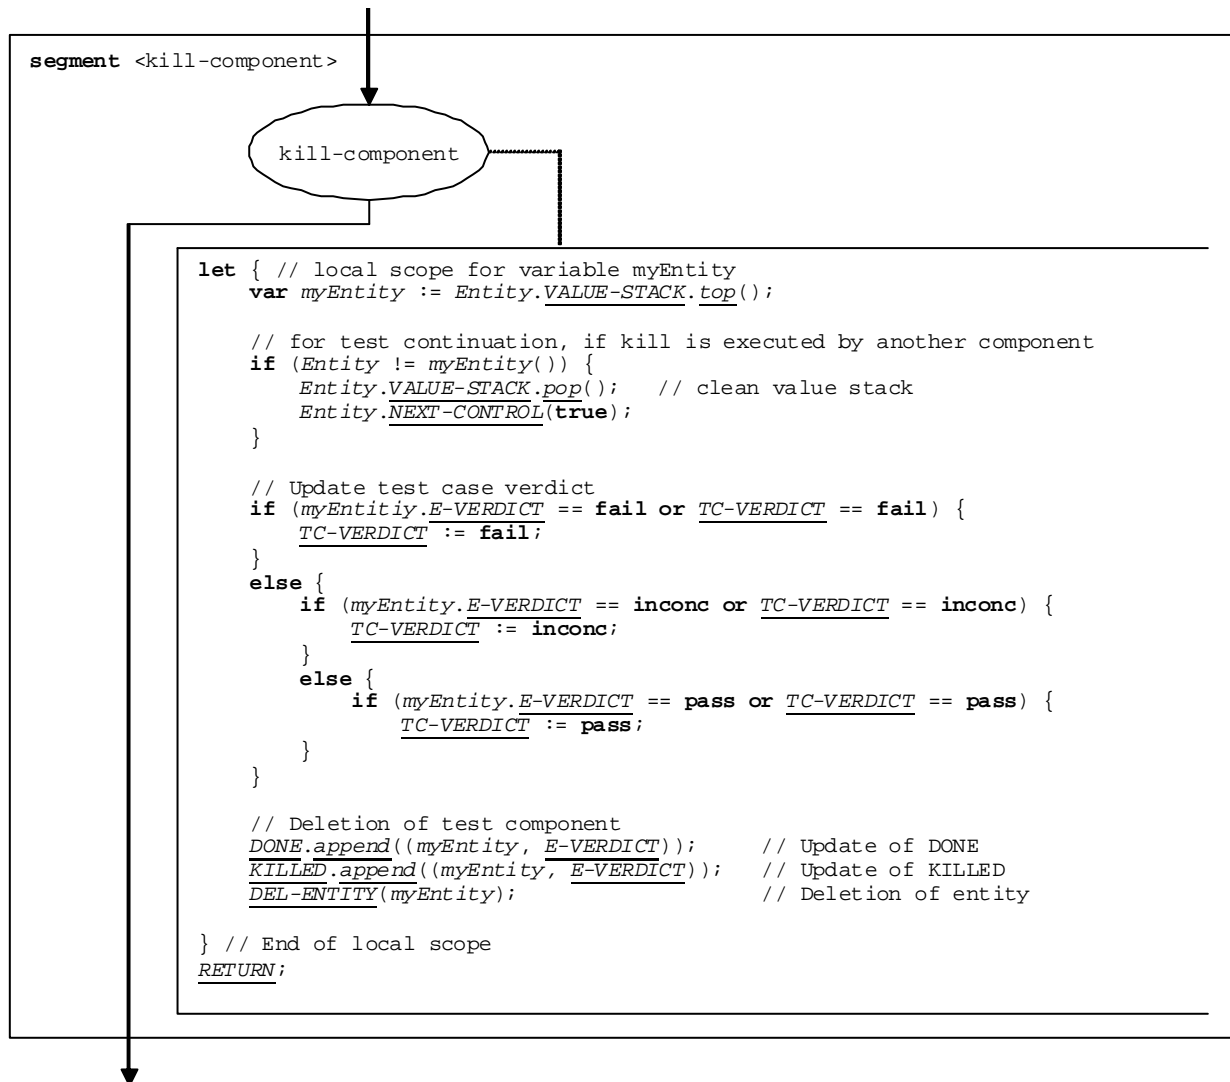 segment <kill-component>
kill-component
let { // local scope for variable myEntity
var myEntity := Entity.VALUE-STACK.top();
// for test continuation, if kill is executed by another component
if (Entity != myEntity()) {
Entity.VALUE-STACK.pop(); // clean value stack
Entity.NEXT-CONTROL(true);
}
// Update test case verdict
if (myEntitiy.E-VERDICT == fail or TC-VERDICT == fail) {
TC-VERDICT := fail;
}
else {
if (myEntity.E-VERDICT == inconc or TC-VERDICT == inconc) {
TC-VERDICT := inconc;
}
else {
if (myEntity.E-VERDICT == pass or TC-VERDICT == pass) {
TC-VERDICT := pass;
}
}
// Deletion of test component
DONE.append((myEntity, E-VERDICT)); // Update of DONE
KILLED.append((myEntity, E-VERDICT)); // Update of KILLED
DEL-ENTITY(myEntity); // Deletion of entity
} // End of local scope
RETURN;